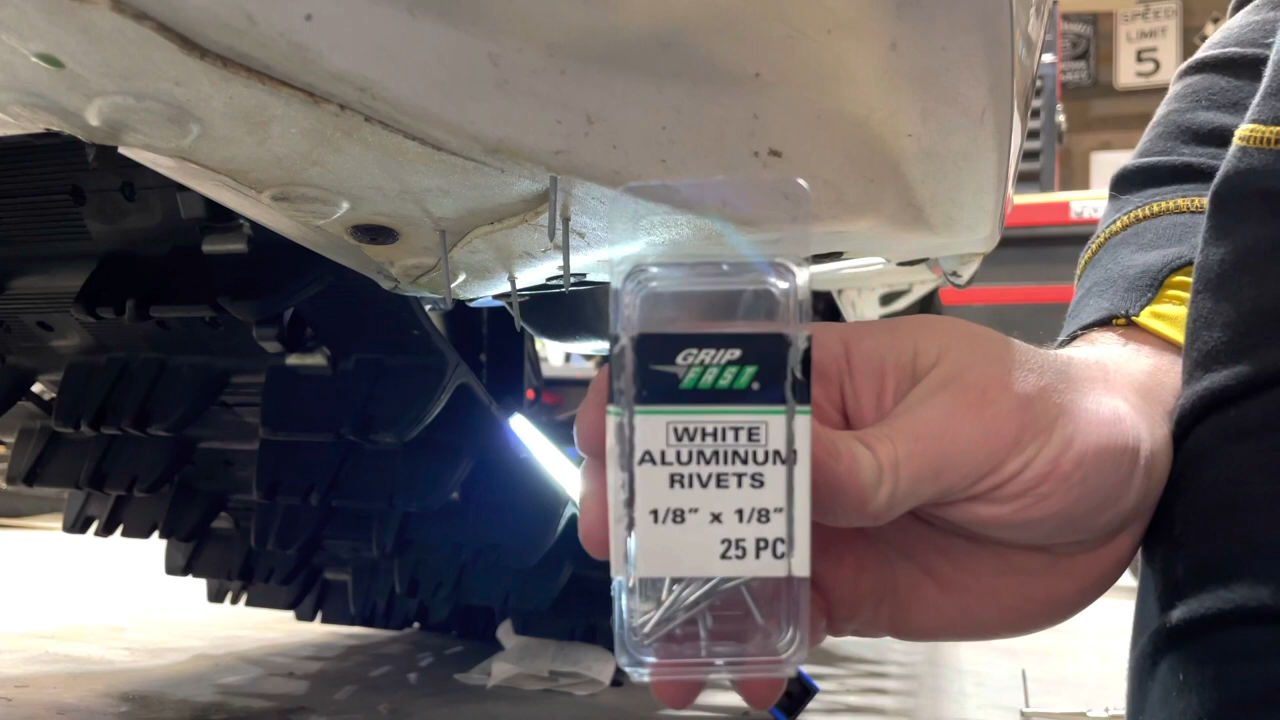 SPEED
LIMIT
5
GRIP
FAST®
WHITE
ALUMINUM
RIVETS
1/8” x 1/8”
25 PC